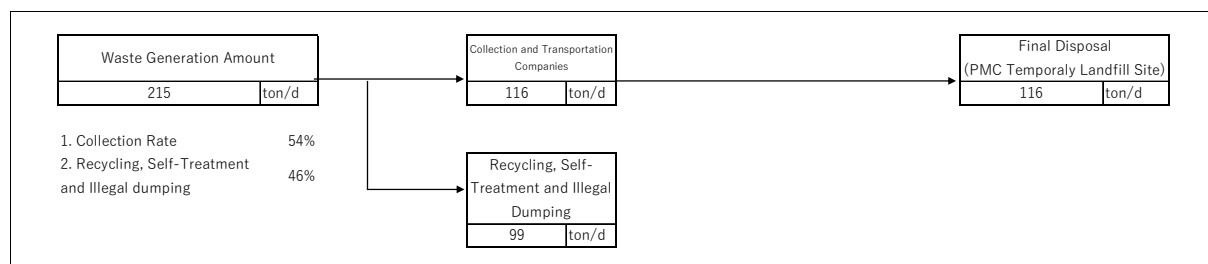 Waste Generation Amount
215 ton/d
Collection and Transportation
Companies
116 ton/d
Final Disposal
(PMC Temporaly Landfill Site)
116 ton/d
1. Collection Rate 54%
2. Recycling, Self-Treatment
and Illegal dumping 46%
Recycling, Self-
Treatment and Illegal
Dumping
99 ton/d